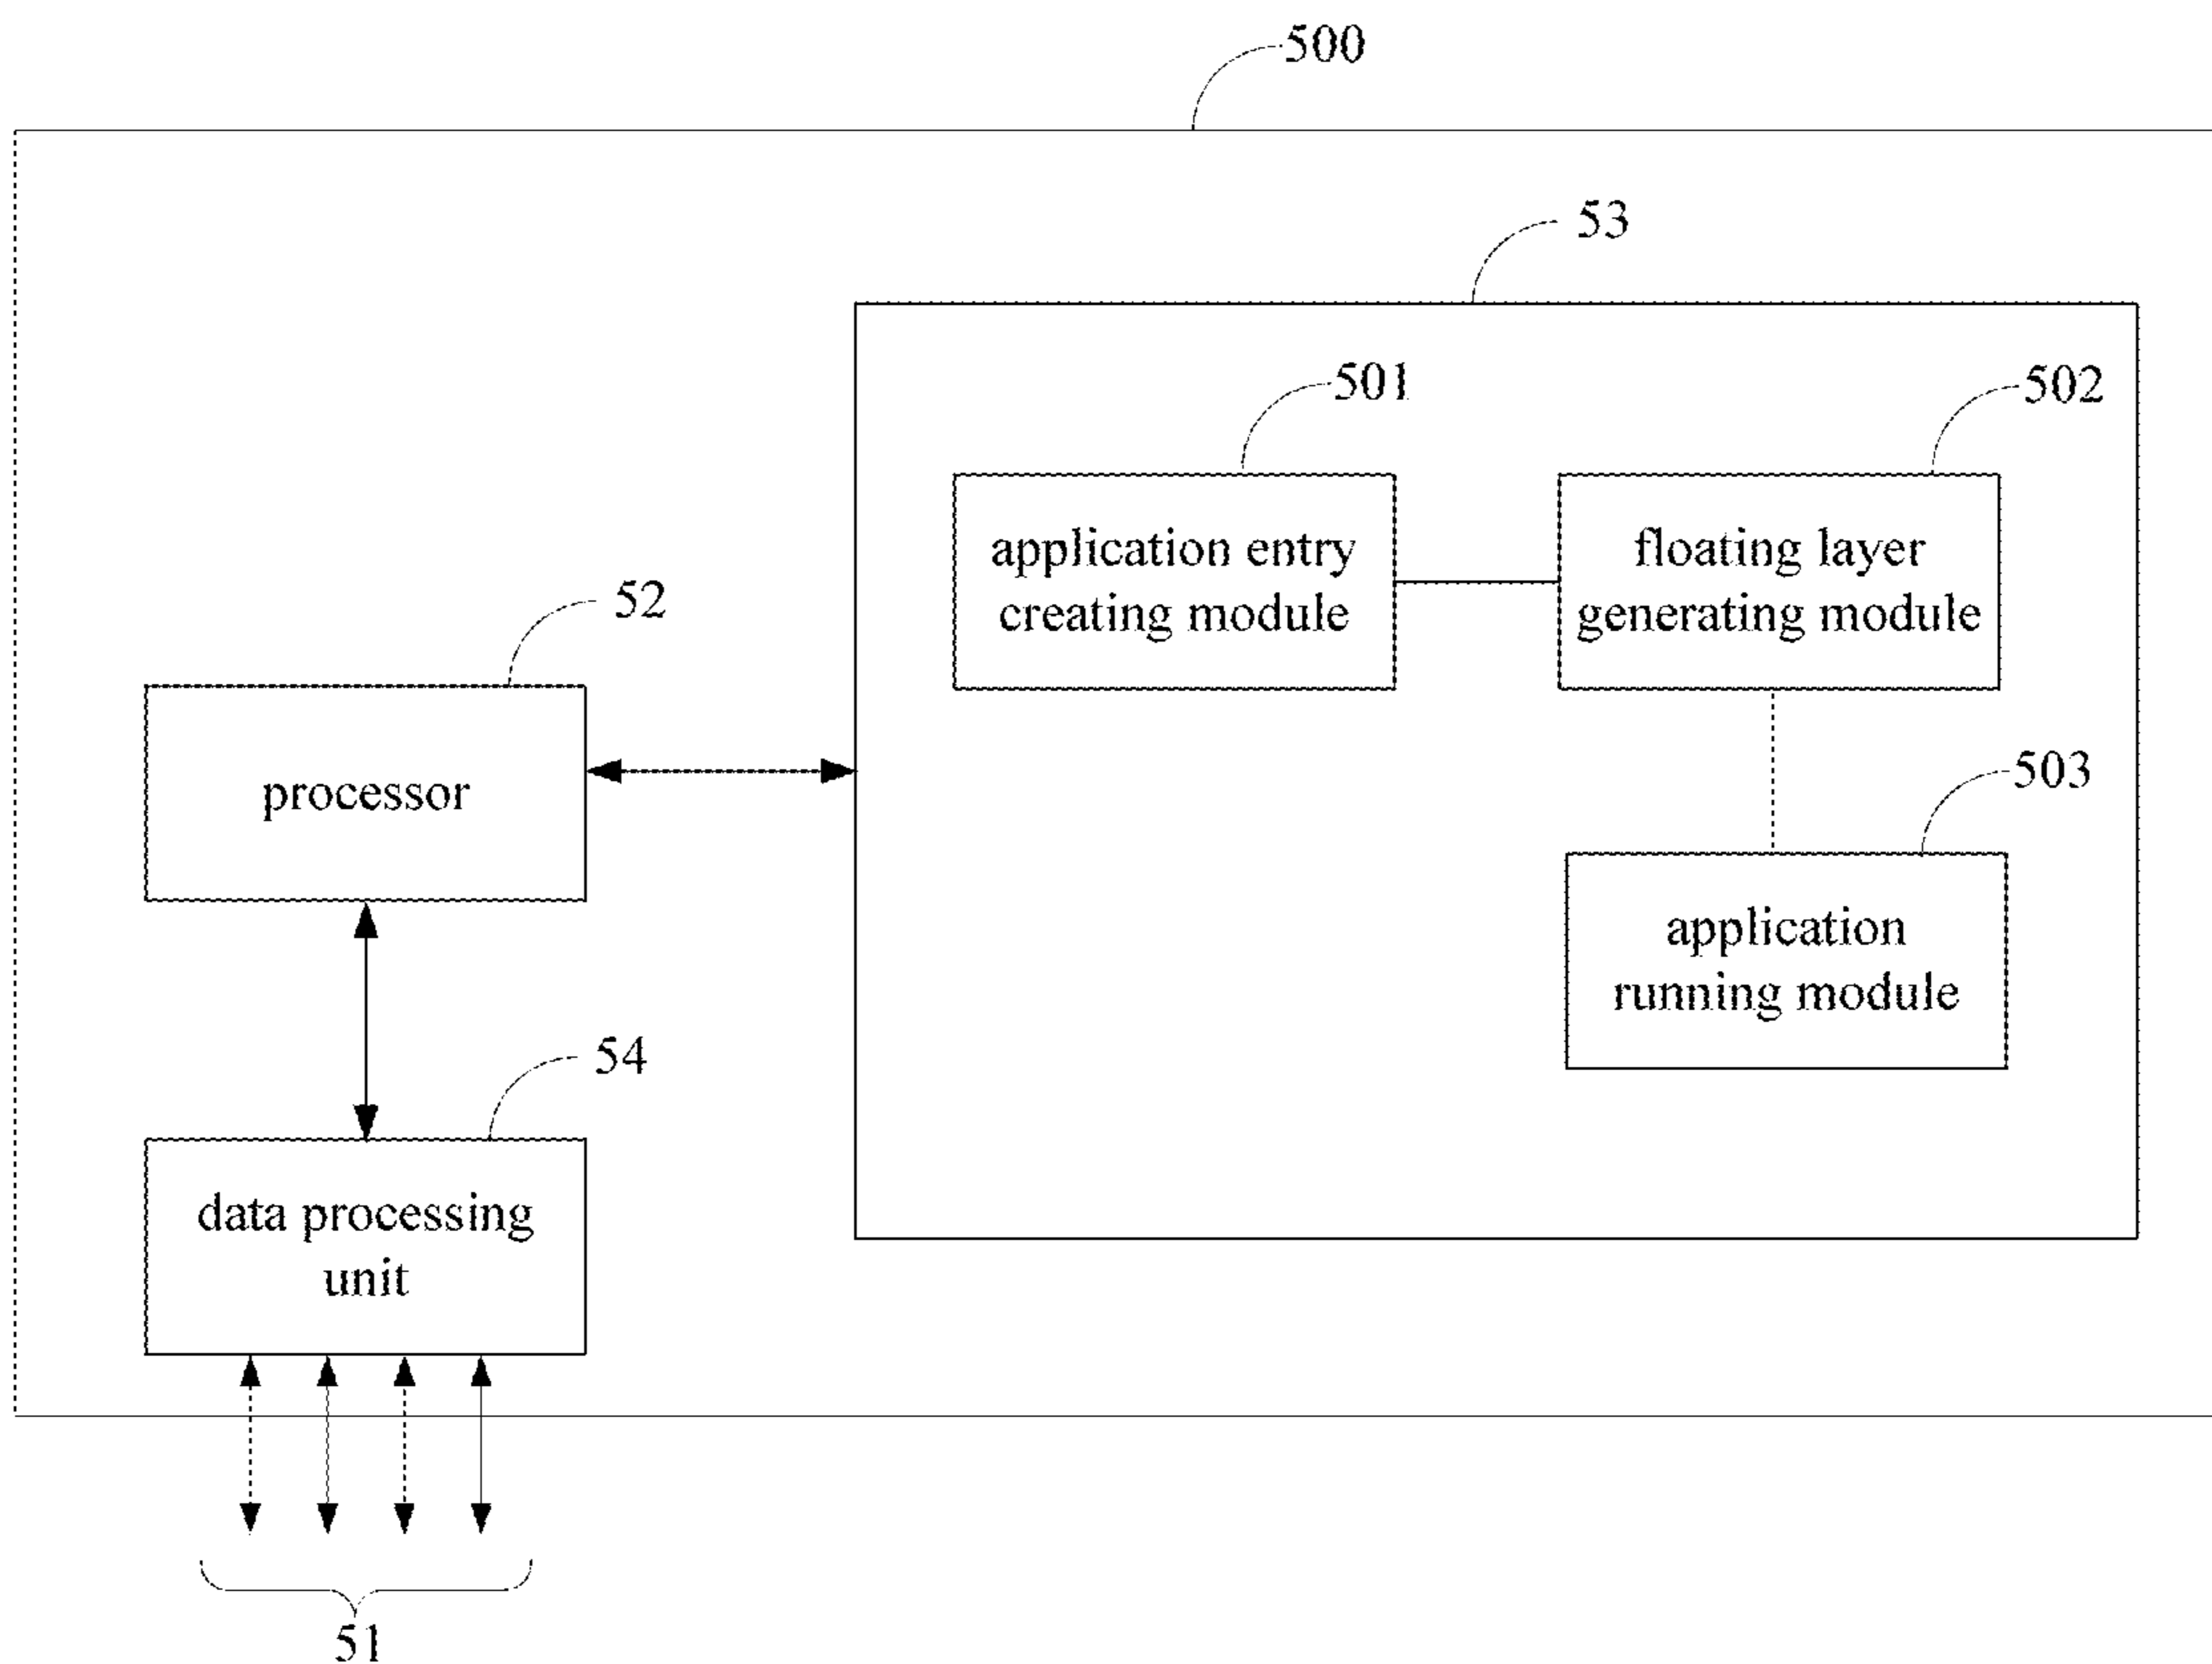 500
53
501
502
application entry
creating module
floating layer
generating module
52
processor
503
application
running module
54
data processing
unit
51